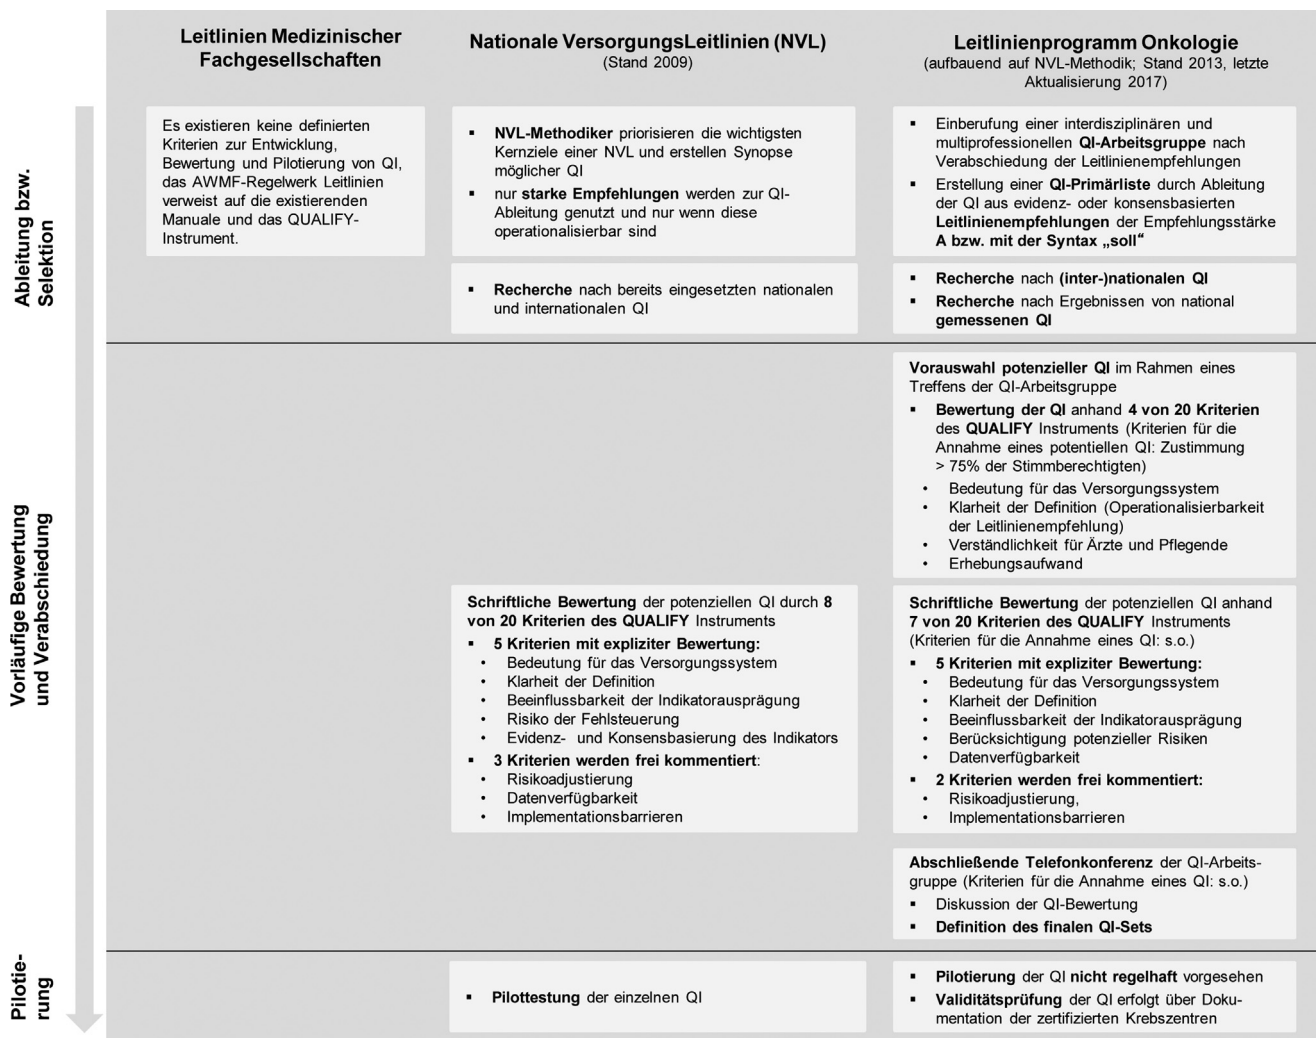 Leitlinien Medizinischer
Fachgesellschaften
Nationale VersorgungsLeitlinien (NVL)
(Stand 2009)
Leitlinienprogramm Onkologie
(aufbauend auf NVL-Methodik; Stand 2013, letzte
Aktualisierung 2017)
Ableitung bzw.
Selektion
Es existieren keine definierten
Kriterien zur Entwicklung,
Bewertung und Pilotierung von QI,
das AWMF-Regelwerk Leitlinien
verweist auf die existierenden
Manuale und das QUALIFY-
Instrument.
▪ NVL-Methodiker priorisieren die wichtigsten
Kernziele einer NVL und erstellen Synopse
möglicher QI
▪ nur starke Empfehlungen werden zur QI-
Ableitung genutzt und nur wenn diese
operationalisierbar sind
▪ Einberufung einer interdisziplinären und
multiprofessionellen QI-Arbeitsgruppe nach
Verabschiedung der Leitlinienempfehlungen
▪ Erstellung einer QI-Primärliste durch Ableitung
der QI aus evidenz- oder konsensbasierten
Leitlinienempfehlungen der Empfehlungsstärke
A bzw. mit der Syntax „soll“
▪ Recherche nach bereits eingesetzten nationalen
und internationalen QI
▪ Recherche nach (inter-)nationalen QI
▪ Recherche nach Ergebnissen von national
gemessenen QI
Vorläufige Bewertung
und Verabschiedung
Vorauswahl potenzieller QI im Rahmen eines
Treffens der QI-Arbeitsgruppe
▪ Bewertung der QI anhand 4 von 20 Kriterien
des QUALIFY Instruments (Kriterien für die
Annahme eines potentiellen QI: Zustimmung
> 75% der Stimmberechtigten)
• Bedeutung für das Versorgungssystem
• Klarheit der Definition (Operationalisierbarkeit
der Leitlinienempfehlung)
• Verständlichkeit für Ärzte und Pflegende
• Erhebungsaufwand
Schriftliche Bewertung der potenziellen QI durch 8
von 20 Kriterien des QUALIFY Instruments
▪ 5 Kriterien mit expliziter Bewertung:
• Bedeutung für das Versorgungssystem
• Klarheit der Definition
• Beeinflussbarkeit der Indikatorausprägung
• Risiko der Fehlsteuerung
• Evidenz- und Konsensbasierung des Indikators
▪ 3 Kriterien werden frei kommentiert:
• Risikoadjustierung
• Datenverfügbarkeit
• Implementationsbarrieren
Schriftliche Bewertung der potenziellen QI anhand
7 von 20 Kriterien des QUALIFY Instruments
(Kriterien für die Annahme eines QI: s.o.)
▪ 5 Kriterien mit expliziter Bewertung:
• Bedeutung für das Versorgungssystem
• Klarheit der Definition
• Beeinflussbarkeit der Indikatorausprägung
• Berücksichtigung potenzieller Risiken
• Datenverfügbarkeit
▪ 2 Kriterien werden frei kommentiert:
• Risikoadjustierung,
• Implementationsbarrieren
Abschließende Telefonkonferenz der QI-Arbeits-
gruppe (Kriterien für die Annahme eines QI: s.o.)
▪ Diskussion der QI-Bewertung
▪ Definition des finalen QI-Sets
Pilotie-
rung
▪ Pilottestung der einzelnen QI
▪ Pilotierung der QI nicht regelhaft vorgesehen
▪ Validitätsprüfung der QI erfolgt über Doku-
mentation der zertifizierten Krebszentren